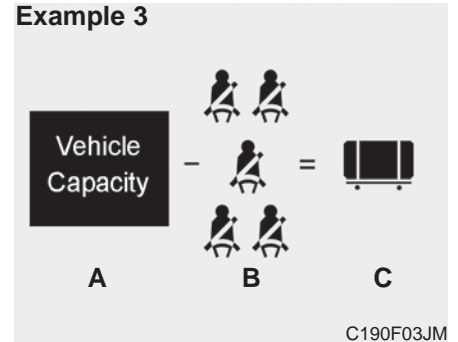 Example 3
Vehicle
Capacity
-
=
A B C
C190F03JM